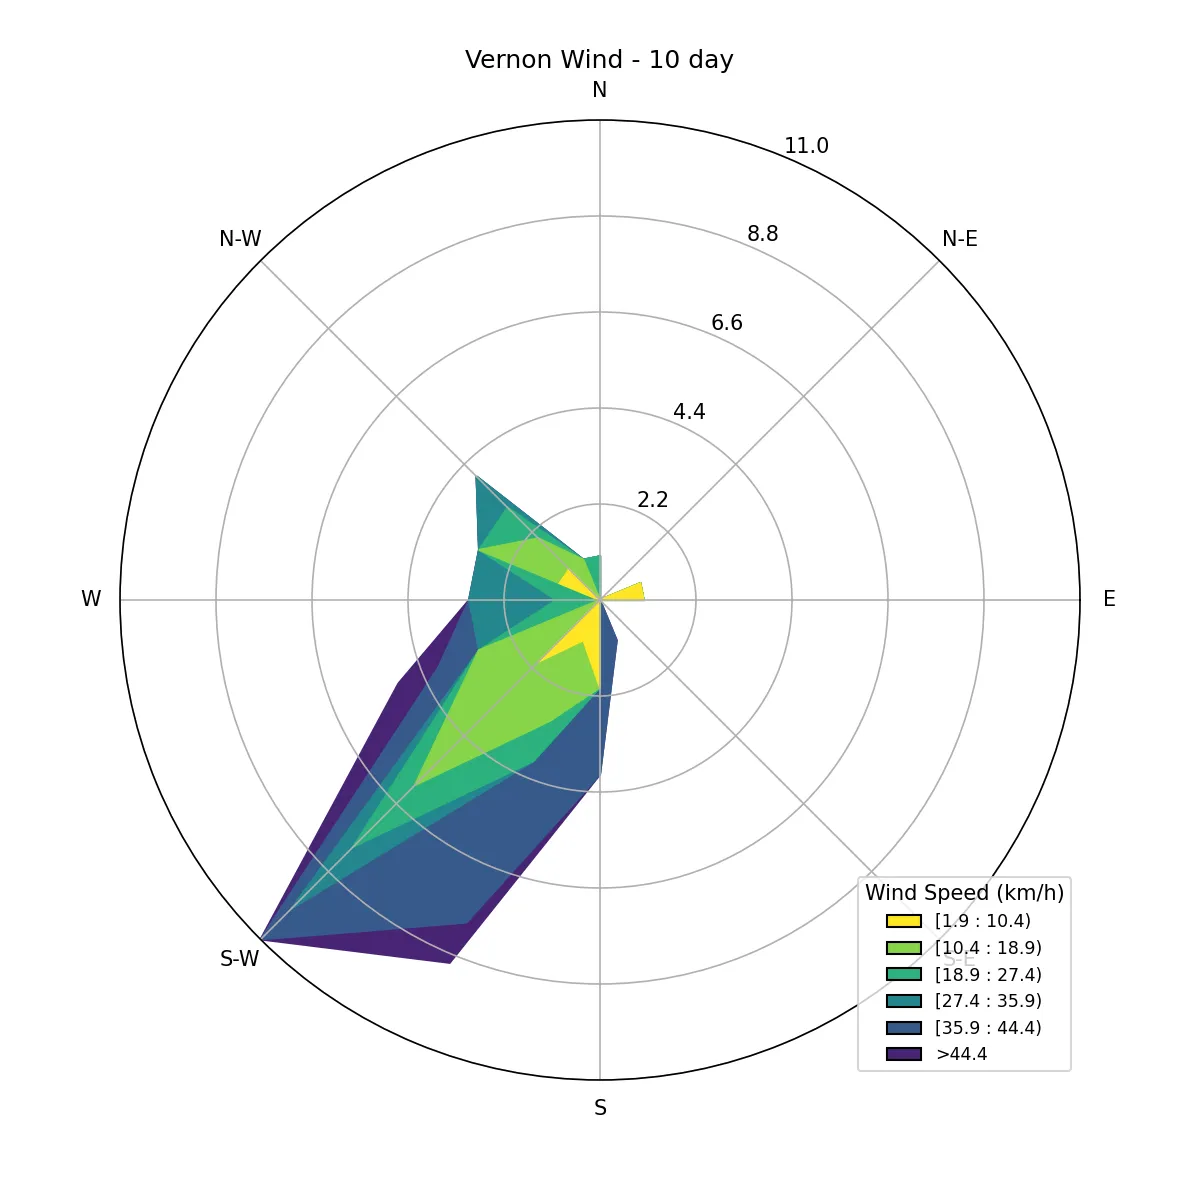 Vernon Wind - 10 day
N
11.0
N-W
8.8
N-E
6.6
4.4
2.2
W
E
S-W
S-E
S
Wind Speed (km/h)
[1.9 : 10.4)
[10.4 : 18.9)
[18.9 : 27.4)
[27.4 : 35.9)
[35.9 : 44.4)
>44.4